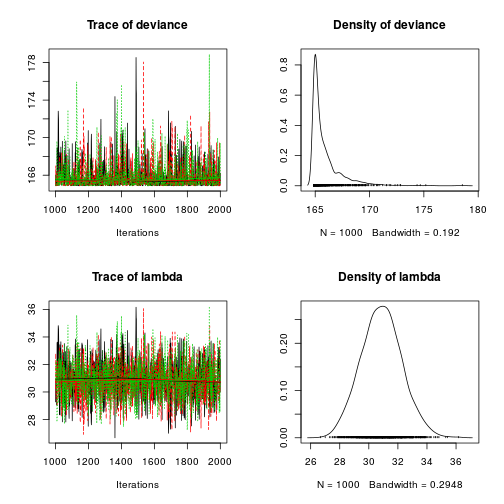 Trace of deviance
Density of deviance
178
174
170
166
1000 1200 1400 1600 1800 2000
Iterations
0.8
0.6
0.4
0.2
0.0
165 170 175 180
N = 1000 Bandwidth = 0.192
Trace of lambda
Density of lambda
36
34
32
30
28
1000 1200 1400 1600 1800 2000
Iterations
0.20
0.10
0.00
26 28 30 32 34 36
N = 1000 Bandwidth = 0.2948